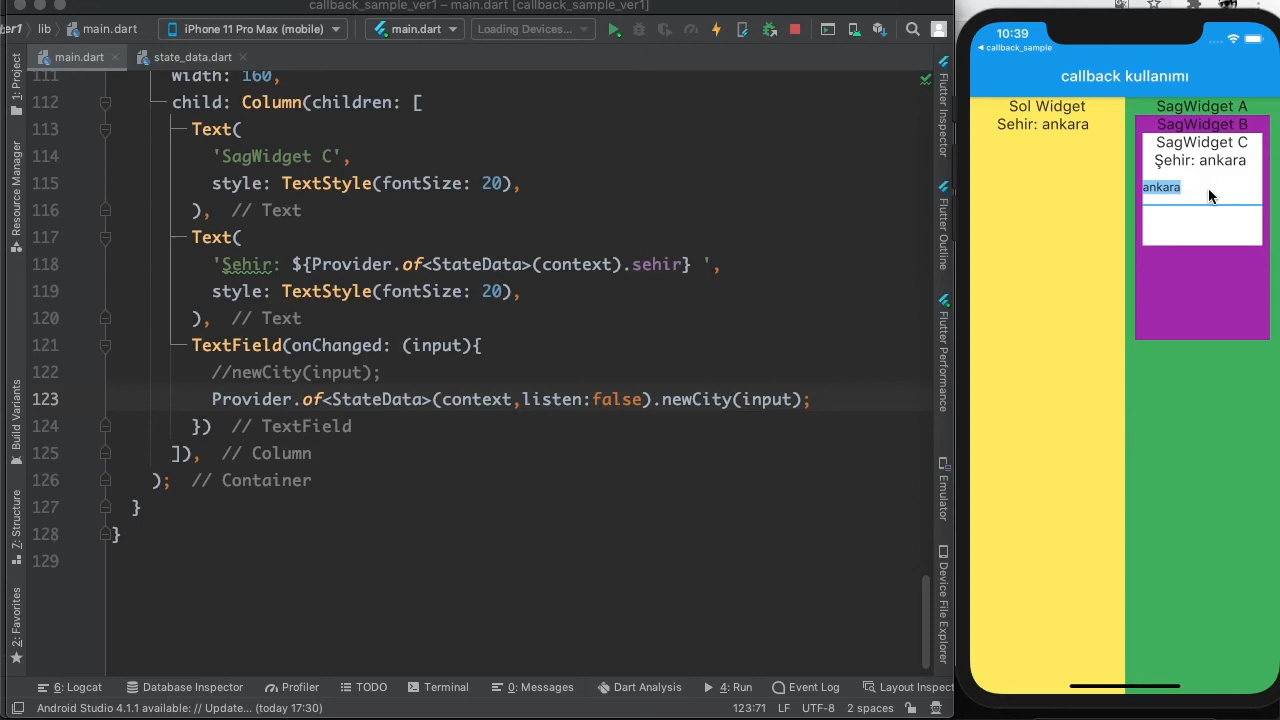 callback_sample_ver1 – main.dart [callback_sample_ver1]
er1 lib main.dart iPhone 11 Pro Max (mobile) main.dart Loading Devices...
main.dart state_data.dart
111 width: 160,
112 child: Column(children: [
113 Text(
114 'SagWidget C',
115 style: TextStyle(fontSize: 20),
116 ), // Text
117 Text(
118 'Sehir: ${Provider.of<StateData>(context).sehir} ',
119 style: TextStyle(fontSize: 20),
120 ), // Text
121 TextField(onChanged: (input){
122 //newCity(input);
123 Provider.of<StateData>(context,listen:false).newCity(input);
124 }) // TextField
125 ]), // Column
126 ); // Container
127 }
128 }
129
1: Project
Resource Manager
Build Variants
7: Structure
2: Favorites
Flutter Inspector
Flutter Outline
Flutter Performance
Emulator
Device File Explorer
6: Logcat Database Inspector Profiler TODO Terminal 0: Messages Dart Analysis 4: Run Event Log Layout Inspect
Android Studio 4.1.1 available: // Update... (today 17:30) 123:71 LF UTF-8 2 spaces
10:39
callback_sample
callback kullanımı
Sol Widget
Sehir: ankara
SagWidget A
SagWidget B
SagWidget C
Şehir: ankara
ankara